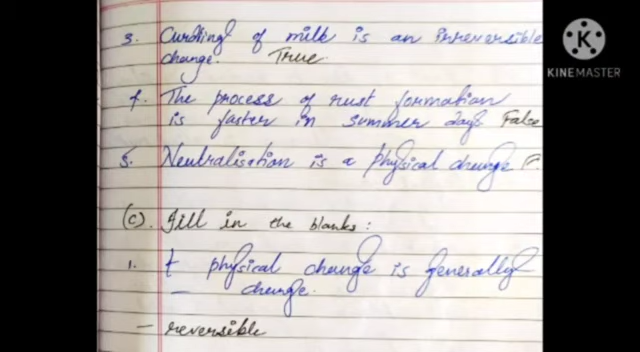 3. Curdling of milk is an irreversible
change. True.
4. The process of rust formation
is faster in summer days False
5. Neutralisation is a physical change F.
(C). Fill in the blanks:
1. A physical change is generally
— change.
— reversible
KINEMASTER